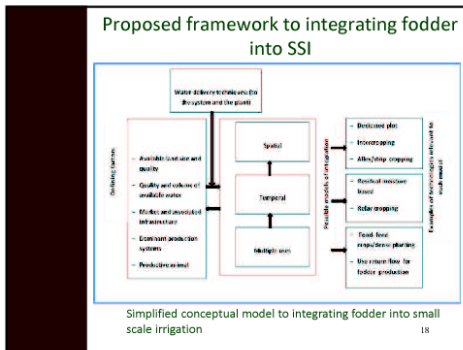 Proposed framework to integrating fodder
into SSI
Water delivery techniques (to
the system and the plant)
Defining factors
– Available land size and
quality
– Quality and volume of
available water
– Market and associated
infrastructure
– Dominant production
systems
– Productive animal
Spatial
Temporal
Multiple uses
Feasible models of integration
– Dedicated plot
– Intercropping
– Alley/strip cropping
– Residual moisture
based
– Relay cropping
– Food-feed
crops/dense planting
– Use return flow for
fodder production
Examples of technologies relevant to
each model
Simplified conceptual model to integrating fodder into small
scale irrigation
18